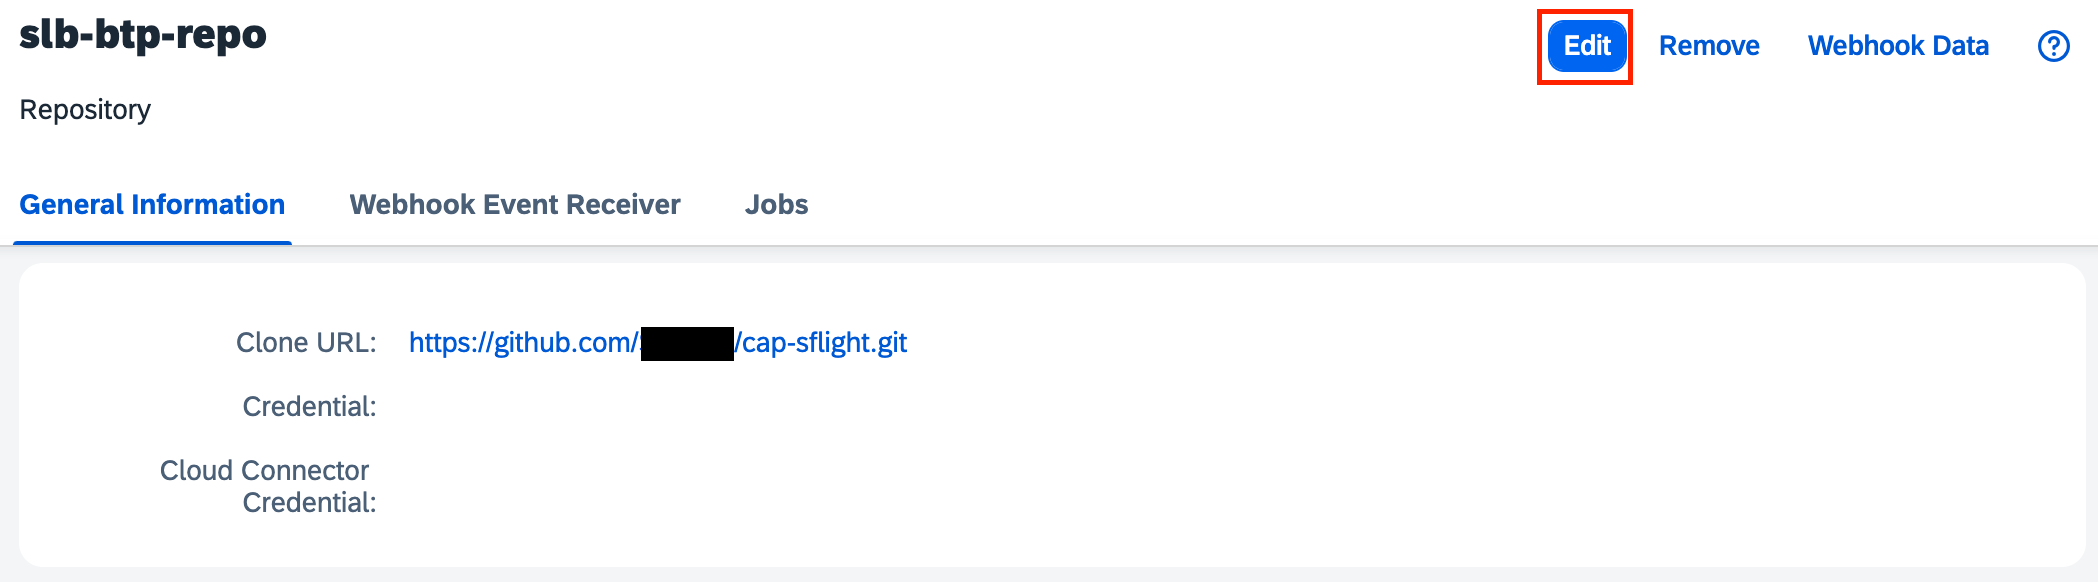 slb-btp-repo
Edit
Remove
Webhook Data
Repository
General Information
Webhook Event Receiver
Jobs
Clone URL: https://github.com/ /cap-sflight.git
Credential:
Cloud Connector
Credential: